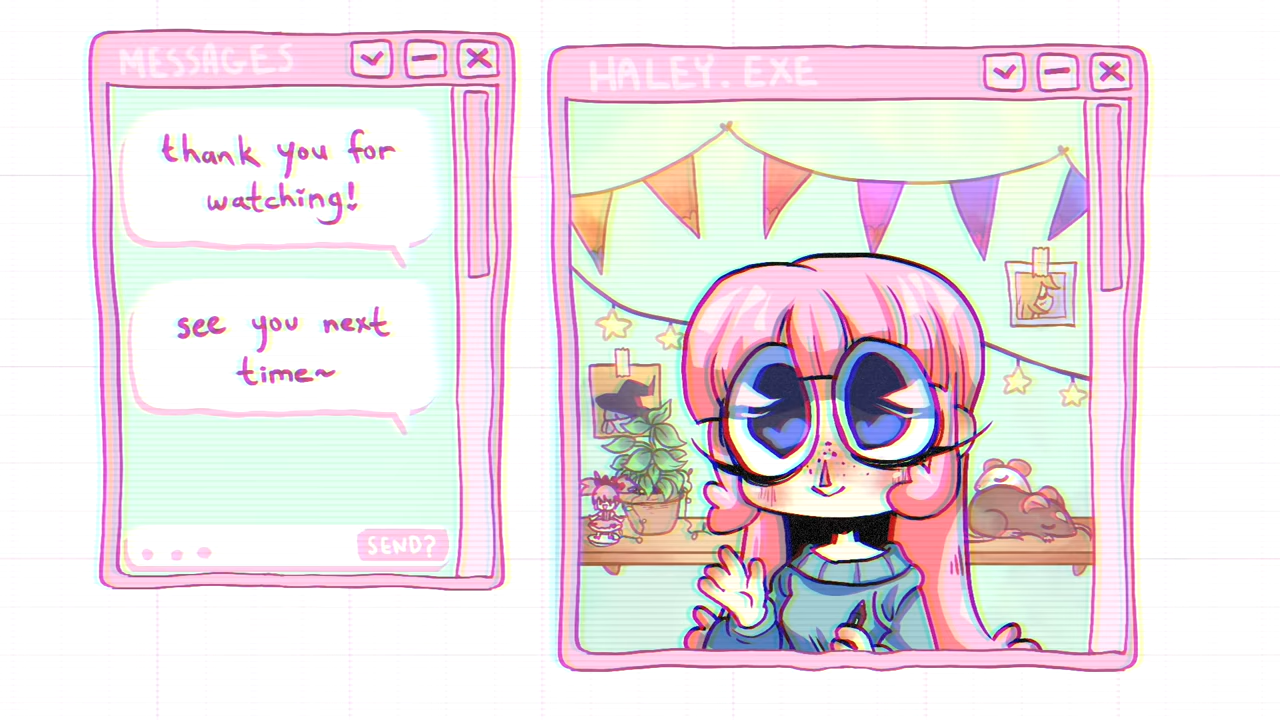 MESSAGES
thank you for
watching!
see you next
time~
SEND?
HALEY.EXE